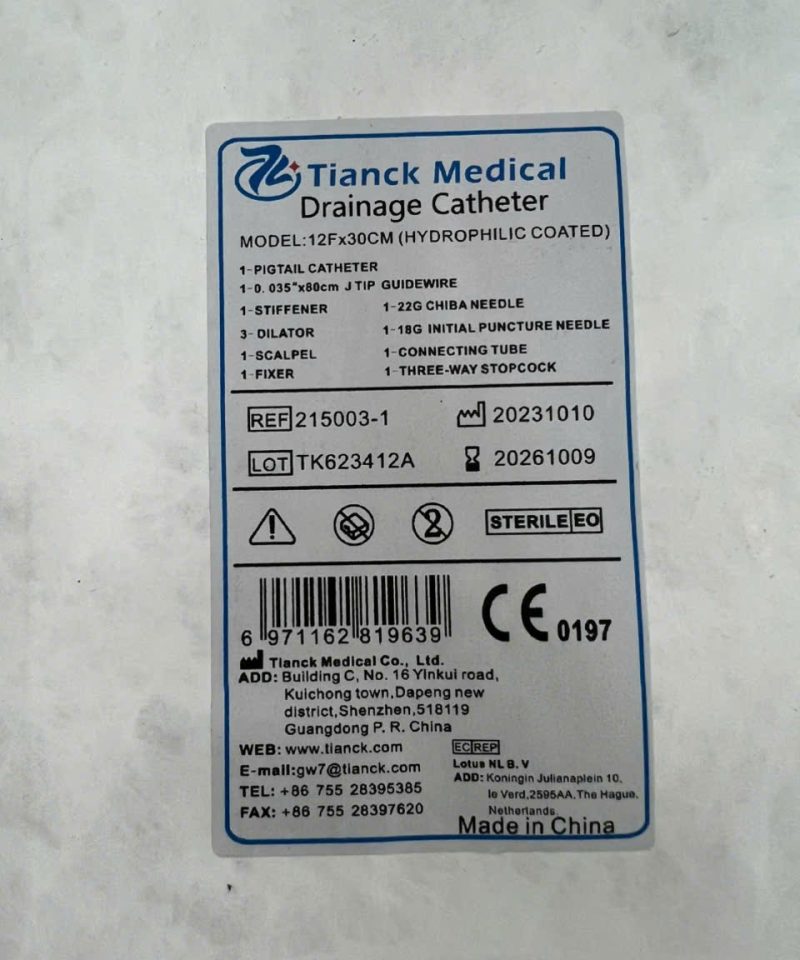 Tianck Medical
Drainage Catheter
MODEL:12Fx30CM (HYDROPHILIC COATED)
1-PIGTAIL CATHETER
1-0. 035"x80cm J TIP GUIDEWIRE
1-STIFFENER 1-22G CHIBA NEEDLE
3- DILATOR 1-18G INITIAL PUNCTURE NEEDLE
1-SCALPEL 1-CONNECTING TUBE
1-FIXER 1-THREE-WAY STOPCOCK
REF 215003-1 20231010
LOT TK623412A 20261009
2 STERILE EO
6 971162 819639 CE 0197
Tianck Medical Co., Ltd.
ADD: Building C, No. 16 Yinkui road,
Kuichong town,Dapeng new
district,Shenzhen,518119
Guangdong P. R. China
WEB: www.tianck.com
E-mail:gw7@tianck.com
TEL: +86 755 28395385
FAX: +86 755 28397620
EC REP
Lotus NL B. V
ADD: Koningin Julianaplein 10,
le Verd,2595AA,The Hague,
Netherlands.
Made in China